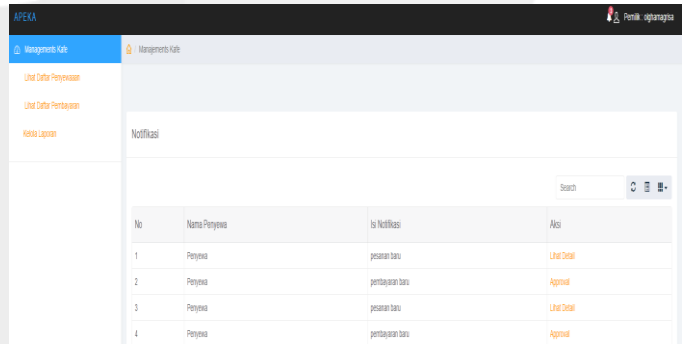 APEKA
Pemilik : olghamagrisa
Managements Kafe
/ Manajements Kafe
Lihat Daftar Penyewaaan
Lihat Daftar Pembayaran
Kelola Laporan
Notifikasi
Search
No Nama Penyewa Isi Notifikasi Aksi
1 Penyewa pesanan baru Lihat Detail
2 Penyewa pembayaran baru Approval
3 Penyewa pesanan baru Lihat Detail
4 Penyewa pembayaran baru Approval